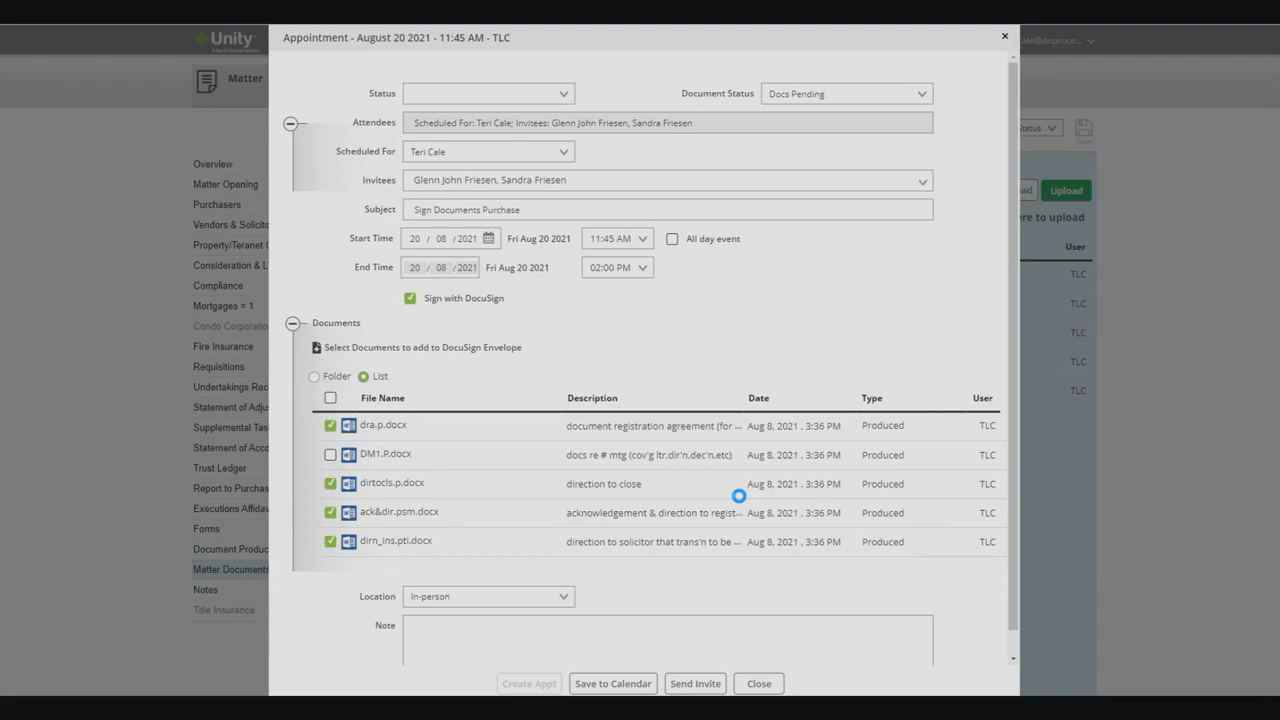 Appointment - August 20 2021 - 11:45 AM - TLC
×
Unity
Matter
Status
Document Status
Docs Pending
Attendees
Scheduled For: Teri Cale; Invitees: Glenn John Friesen, Sandra Friesen
Status
Scheduled For
Teri Cale
Overview
Matter Opening
Invitees
Glenn John Friesen, Sandra Friesen
Upload
Purchasers
Subject
Sign Documents Purchase
ere to upload
Vendors & Solicito
Start Time
20 / 08 / 2021
Fri Aug 20 2021
11:45 AM
All day event
User
Property/Teranet
Consideration & L
End Time
20 / 08 / 2021
Fri Aug 20 2021
02:00 PM
TLC
Compliance
Sign with DocuSign
Mortgages = 1
TLC
Condo Corporatio
Documents
TLC
Fire Insurance
Select Documents to add to DocuSign Envelope
Requisitions
TLC
Folder
List
Undertakings Rec
TLC
File Name
Description
Date
Type
User
Statement of Adju
dra.p.docx
document registration agreement (for ...
Aug 8, 2021 , 3:36 PM
Produced
TLC
Supplemental Tas
Statement of Acco
DM1.P.docx
docs re # mtg (cov'g ltr,dir'n,dec'n,etc)
Aug 8, 2021 , 3:36 PM
Produced
TLC
Trust Ledger
dirtocls.p.docx
direction to close
Aug 8, 2021 , 3:36 PM
Produced
TLC
Report to Purchas
Executions Affidav
ack&dir.psm.docx
acknowledgement & direction to regist...
Aug 8, 2021 , 3:36 PM
Produced
TLC
Forms
dirn_ins.pti.docx
direction to solicitor that trans'n to be ...
Aug 8, 2021 , 3:36 PM
Produced
TLC
Document Produc
Matter Documents
Notes
Location
In-person
Title Insurance
Note
Create Appt
Save to Calendar
Send Invite
Close